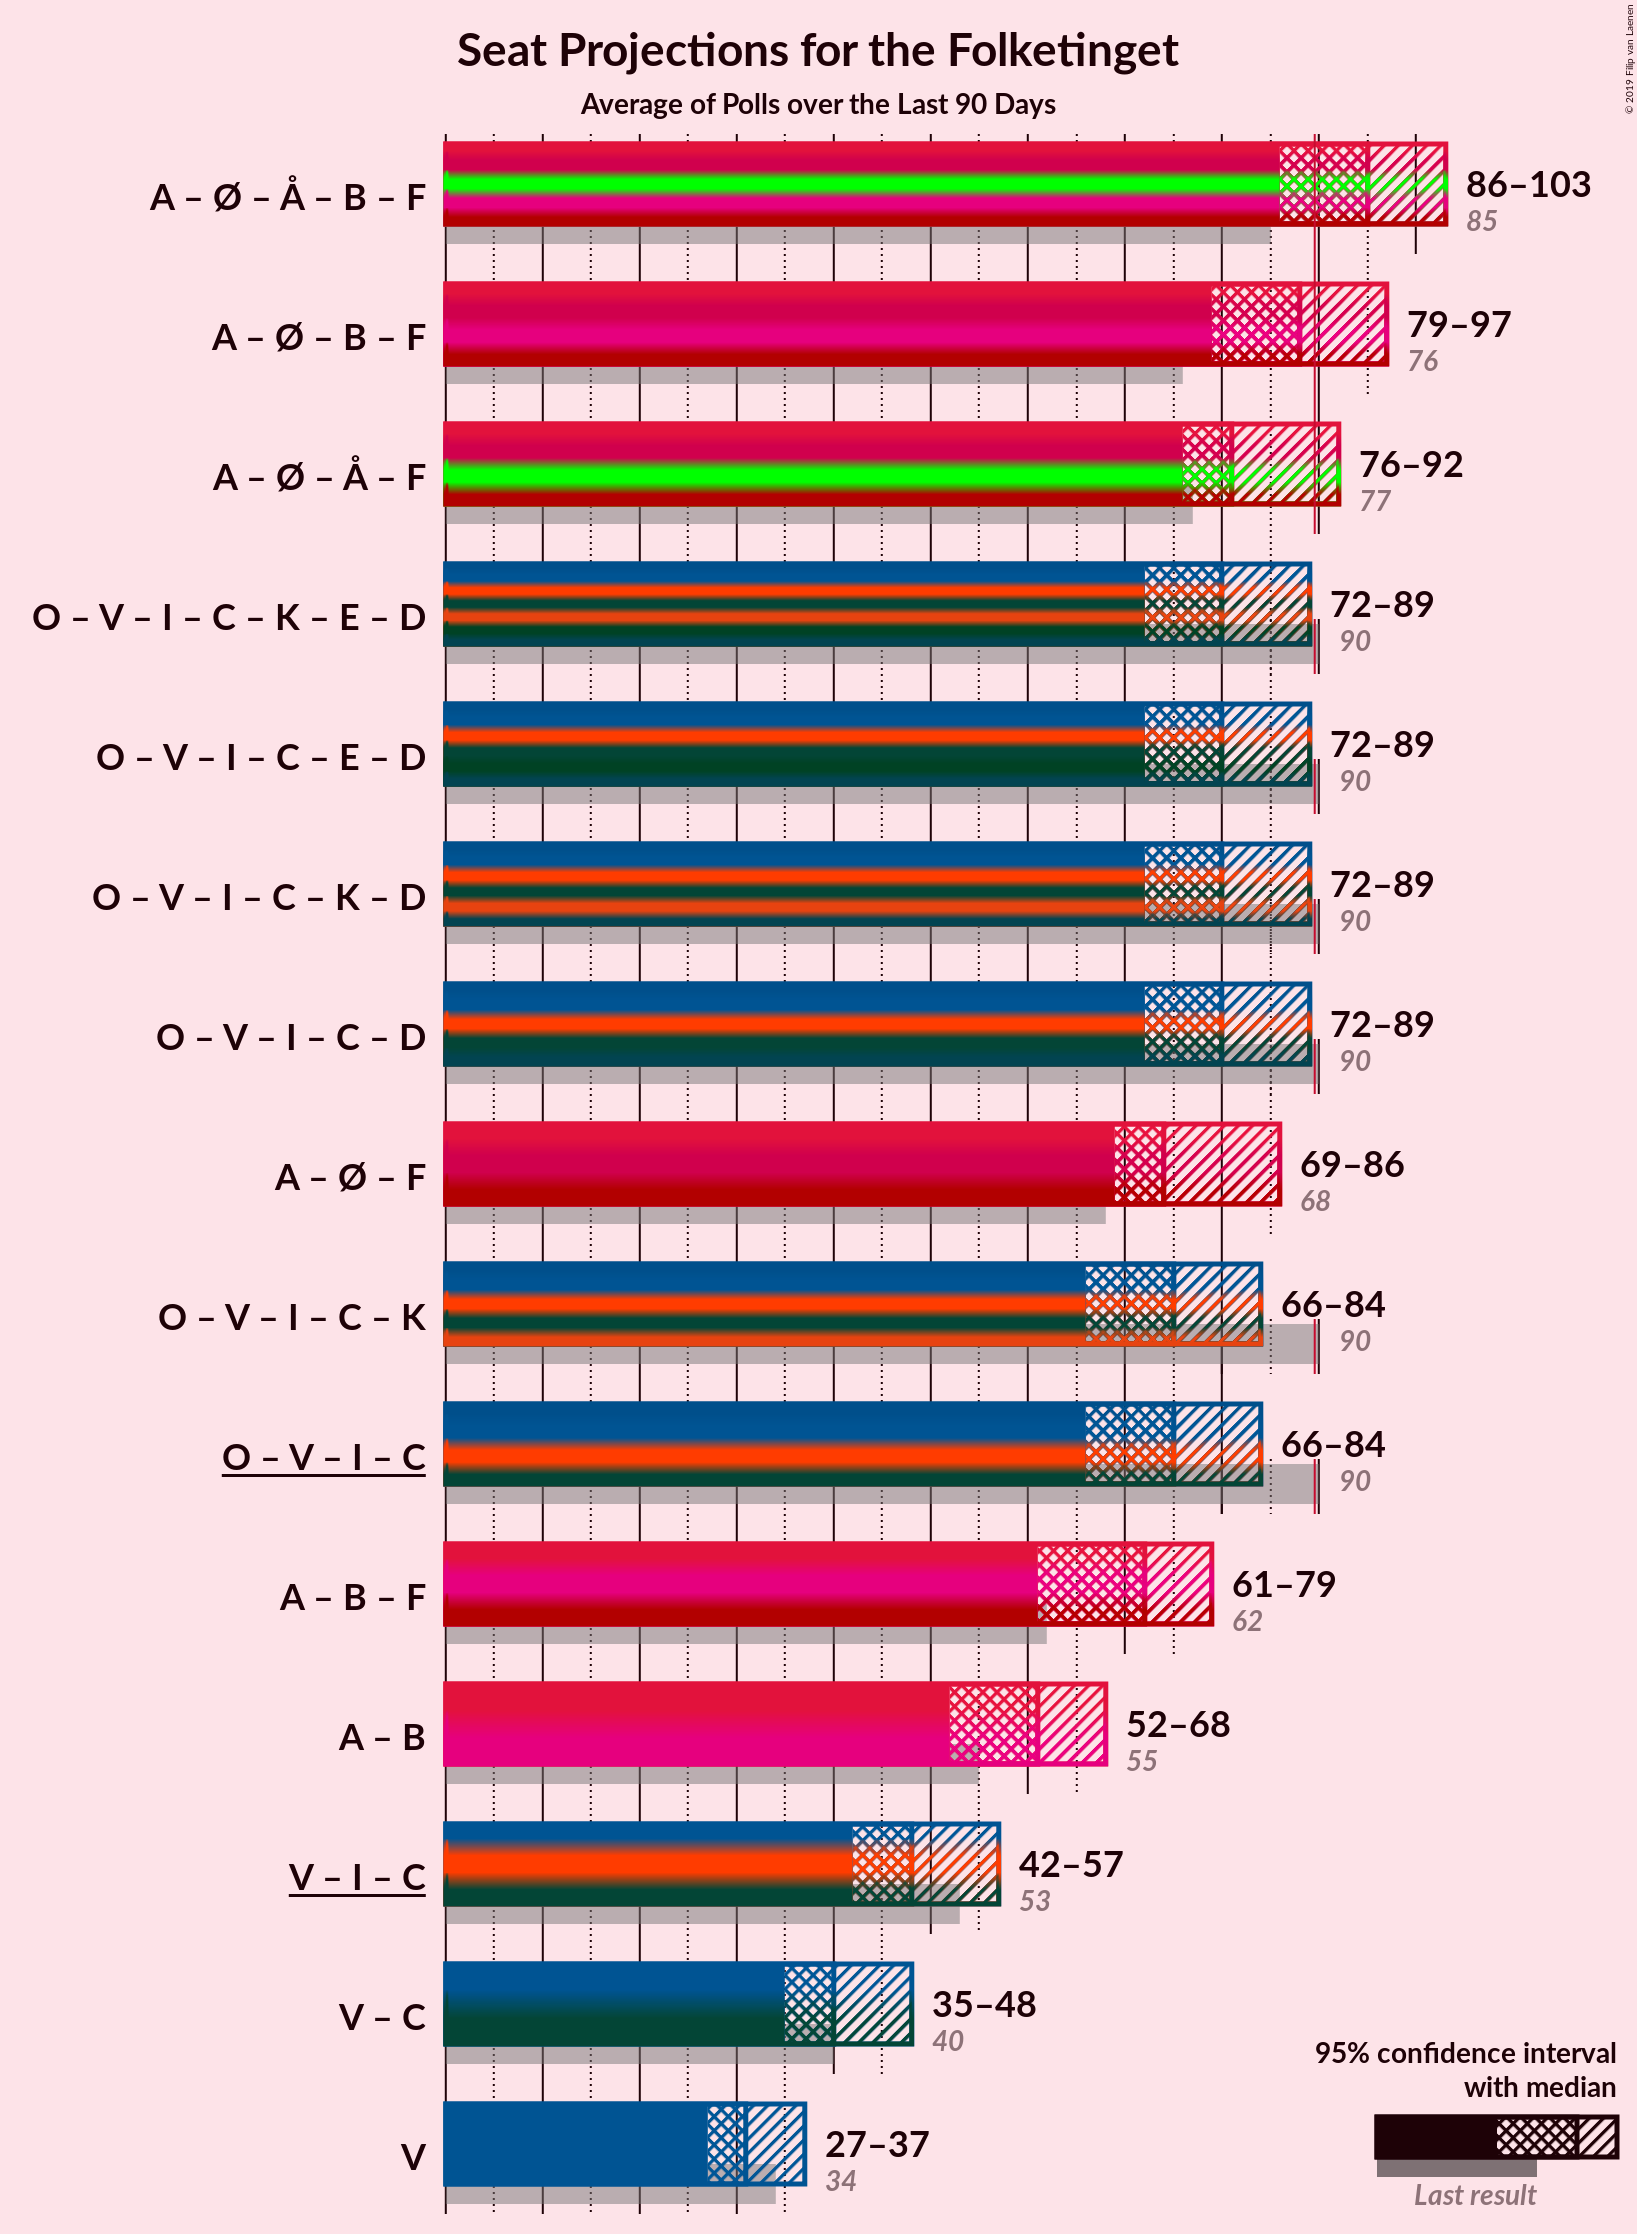 © 2019 Filip van Laenen
Seat Projections for the Folketinget
Average of Polls over the Last 90 Days
A – Ø – Å – B – F
86–103
85
A – Ø – B – F
79–97
76
A – Ø – Å – F
76–92
77
O – V – I – C – K – E – D
72–89
90
O – V – I – C – E – D
72–89
90
O – V – I – C – K – D
72–89
90
O – V – I – C – D
72–89
90
A – Ø – F
69–86
68
O – V – I – C – K
66–84
90
O – V – I – C
66–84
90
A – B – F
61–79
62
A – B
52–68
55
V – I – C
42–57
53
V – C
35–48
40
V
27–37
34
95% confidence interval
with median
Last result